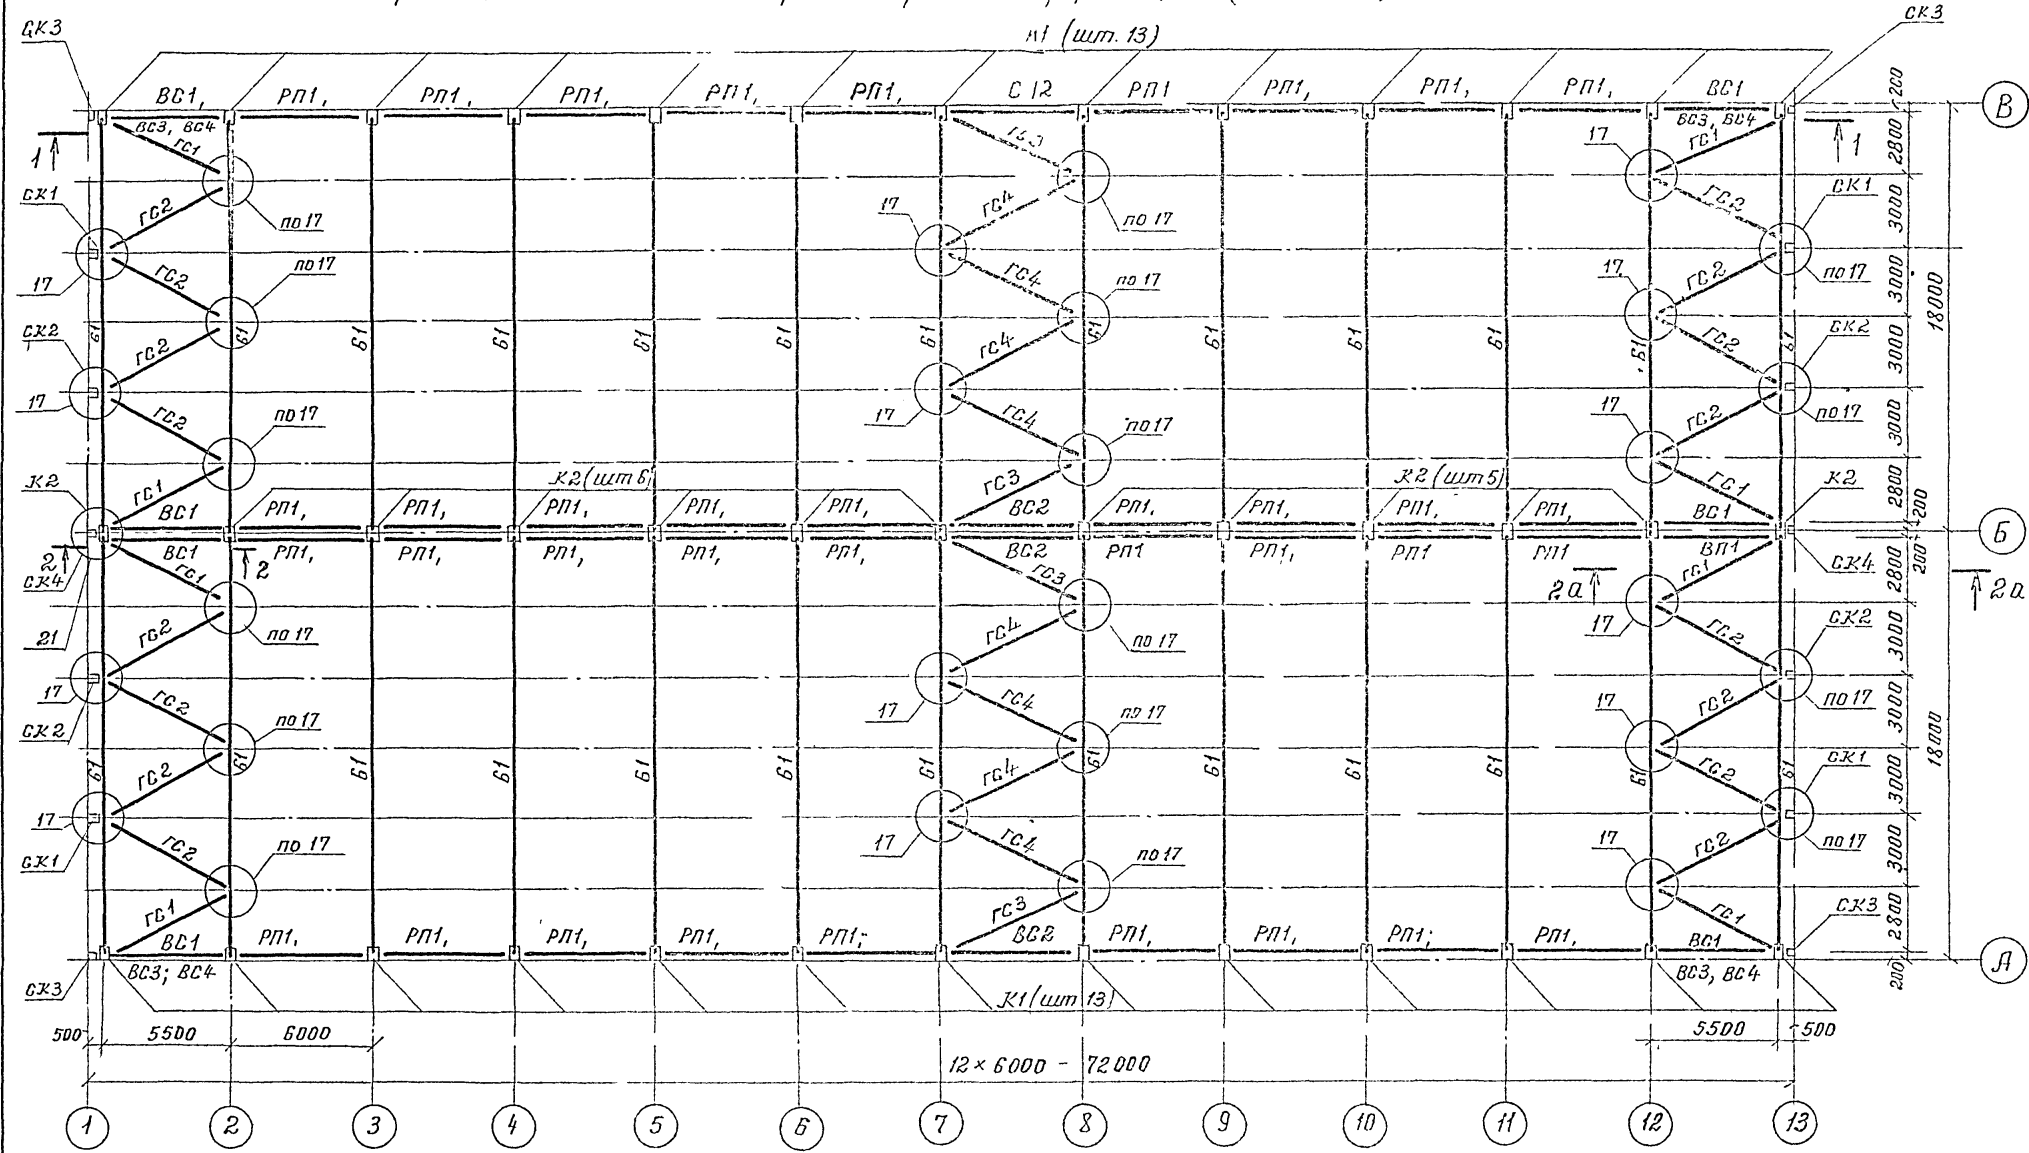 СК3
К1 (шт. 13)
СК3
ВС1, РП1, РП1, РП1, РП1, РП1, РП1, РП1, РП1, РП1, ВС1
200
ВС3, ВС4
ВС3, ВС4
В
1
ГС1
17
ГС1
1
2800
СК1
ГС2
по 17
17
ГС4
по 17
ГС2
СК1
3000
17
ГС2
по 17
ГС4
по 17
17
ГС2
по 17
3000
18000
СК2
Б1 Б1 Б1 Б1 Б1 Б1 Б1 Б1 Б1 Б1 Б1 Б1 Б1
СК2
ГС2
ГС4
ГС2
3000
17
ГС2
по 17
17
ГС4
по 17
17
ГС2
по 17
3000
К2
ГС1
К2 (шт 6)
ГС3
К2 (шт 5)
ГС1
К2
2800
ВС1 РП1, РП1, РП1, РП1, РП1, ВС2 РП1, РП1, РП1, РП1, ВС1
200
Б
2
ВС1
2
РП1, РП1, РП1, РП1, РП1, ВС2 РП1 РП1, РП1 РП1 ВП1
200
СК4
ГС1
ГС3
2а
ГС1
СК4
2800
2а
21
ГС2
по 17
ГС4
по 17
17
ГС2
СК2
3000
17
ГС2
по 17
17
ГС4
по 17
17
ГС2
по 17
3000
18000
СК2
Б1 Б1 Б1 Б1 Б1 Б1 Б1 Б1 Б1 Б1 Б1 Б1 Б1
ГС2
ГС4
ГС2
СК1
3000
17
ГС2
по 17
17
ГС4
по 17
17
ГС2
по 17
3000
СК1
ГС1
ГС3
ГС1
СК3
2800
ВС1 РП1, РП1, РП1, РП1, РП1, ВС2 РП1, РП1, РП1, РП1, ВС1
200
А
ВС3; ВС4
ВС3, ВС4
СК3
К1 (шт 13)
500 5500 6000 5500 500
12 × 6000 - 72000
1 2 3 4 5 6 7 8 9 10 11 12 13